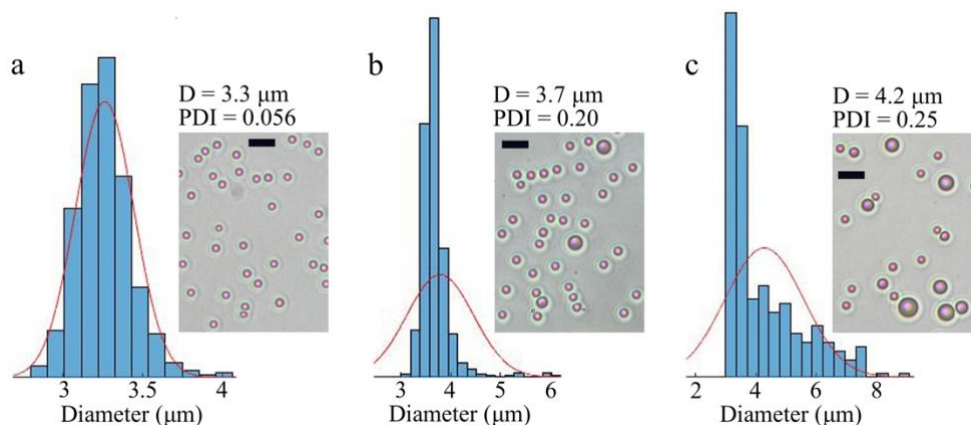 a
D = 3.3 μm
PDI = 0.056
3 3.5 4
Diameter (μm)
b
D = 3.7 μm
PDI = 0.20
3 4 5 6
Diameter (μm)
c
D = 4.2 μm
PDI = 0.25
2 4 6 8
Diameter (μm)